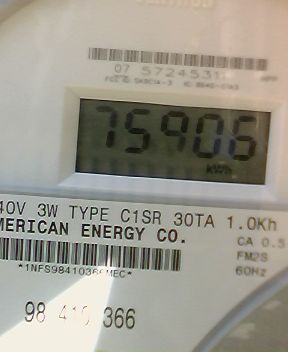 07 5724531
75906
kWh
40V 3W TYPE C1SR 30TA 1.0Kh
MERICAN ENERGY CO.
CA 0.5
FM2S
60Hz
98 410 366